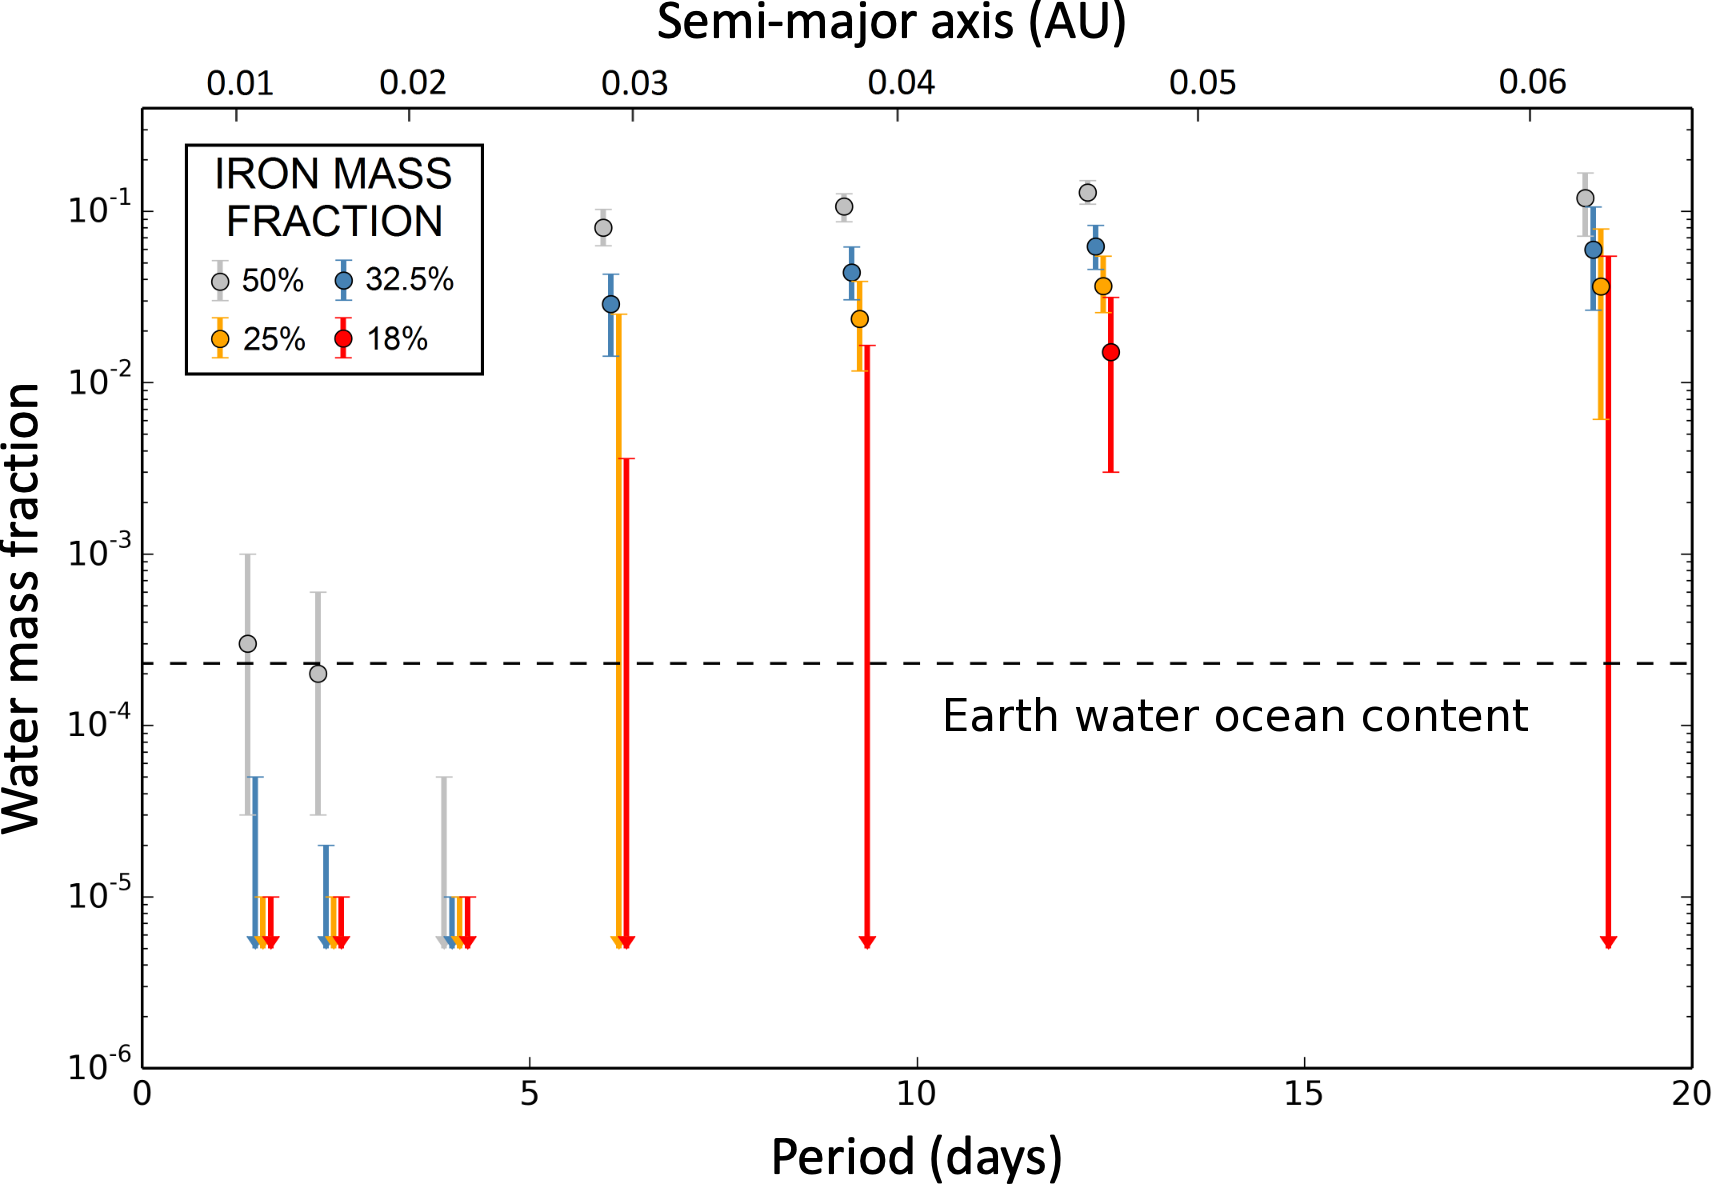 Semi-major axis (AU)
0.01 0.02 0.03 0.04 0.05 0.06
IRON MASS
FRACTION
50% 32.5%
25% 18%
Water mass fraction
10-1
10-2
10-3
10-4
10-5
10-6
Earth water ocean content
0 5 10 15 20
Period (days)